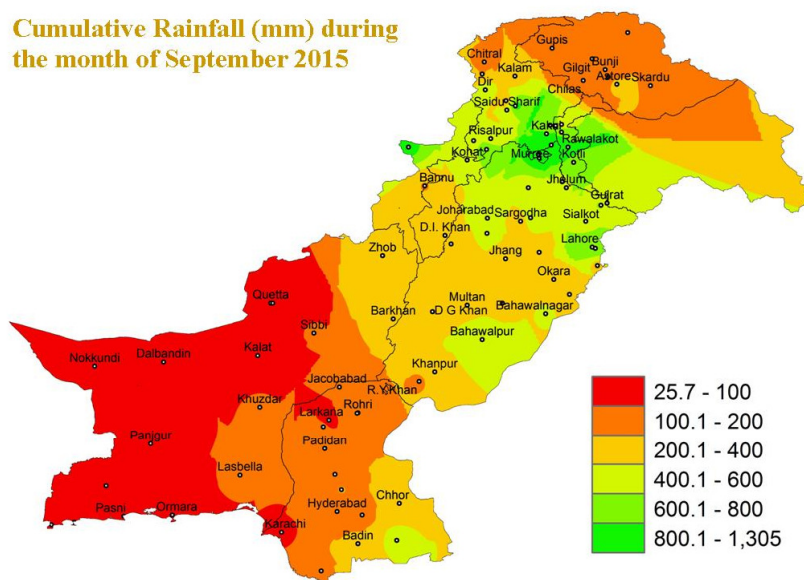 Cumulative Rainfall (mm) during
the month of September 2015
Gupis
Chitral
Gilgit
Bunji
Kalam
Astore
Skardu
Dir
Chilas
Saidu Sharif
Risalpur
Kakul
Rawalakot
Kohat
Murree
Kotli
Bannu
Jhelum
Gujrat
Joharabad
Sargodha
Sialkot
D.I. Khan
Zhob
Lahore
Jhang
Okara
Quetta
Barkhan
Multan
D G Khan
Bahawalnagar
Sibbi
Bahawalpur
Kalat
Nokkundi
Dalbandin
Khanpur
Jacobabad
R.Y.Khan
Khuzdar
Larkana
Rohri
Panjgur
Padidan
Lasbella
Chhor
Hyderabad
Pasni
Ormara
Karachi
Badin
25.7 - 100
100.1 - 200
200.1 - 400
400.1 - 600
600.1 - 800
800.1 - 1,305